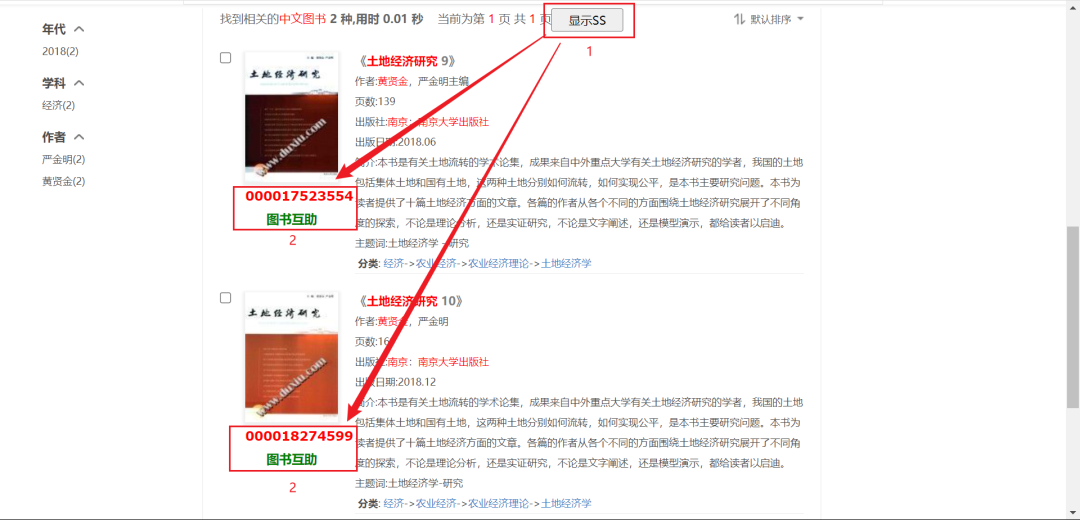 找到相关的中文图书 2 种,用时 0.01 秒 当前为第 1 页 共 1 页 显示SS 默认排序
1
年代
2018(2)
学科
经济(2)
作者
严金明(2)
黄贤金(2)
土地经济研究
www.duxiu.com
000017523554
图书互助
2
《土地经济研究 9》
作者:黄贤金，严金明主编
页数:139
出版社:南京：南京大学出版社
出版日期:2018.06
简介:本书是有关土地流转的学术论集，成果来自中外重点大学有关土地经济研究的学者，我国的土地
包括集体土地和国有土地，这两种土地分别如何流转，如何实现公平，是本书主要研究问题。本书为
读者提供了十篇土地经济方面的文章。各篇的作者从各个不同的方面围绕土地经济研究展开了不同角
度的探索，不论是理论分析，还是实证研究，不论是文字阐述，还是模型演示，都给读者以启迪。
主题词:土地经济学 -研究
分类: 经济->农业经济->农业经济理论->土地经济学
土地经济研究
www.duxiu.com
000018274599
图书互助
2
《土地经济研究 10》
作者:黄贤金，严金明
页数:16
出版社:南京：南京大学出版社
出版日期:2018.12
简介:本书是有关土地流转的学术论集，成果来自中外重点大学有关土地经济研究的学者，我国的土地
包括集体土地和国有土地，这两种土地分别如何流转，如何实现公平，是本书主要研究问题。本书为
读者提供了十篇土地经济方面的文章。各篇的作者从各个不同的方面围绕土地经济研究展开了不同角
度的探索，不论是理论分析，还是实证研究，不论是文字阐述，还是模型演示，都给读者以启迪。
主题词:土地经济学-研究
分类: 经济->农业经济->农业经济理论->土地经济学